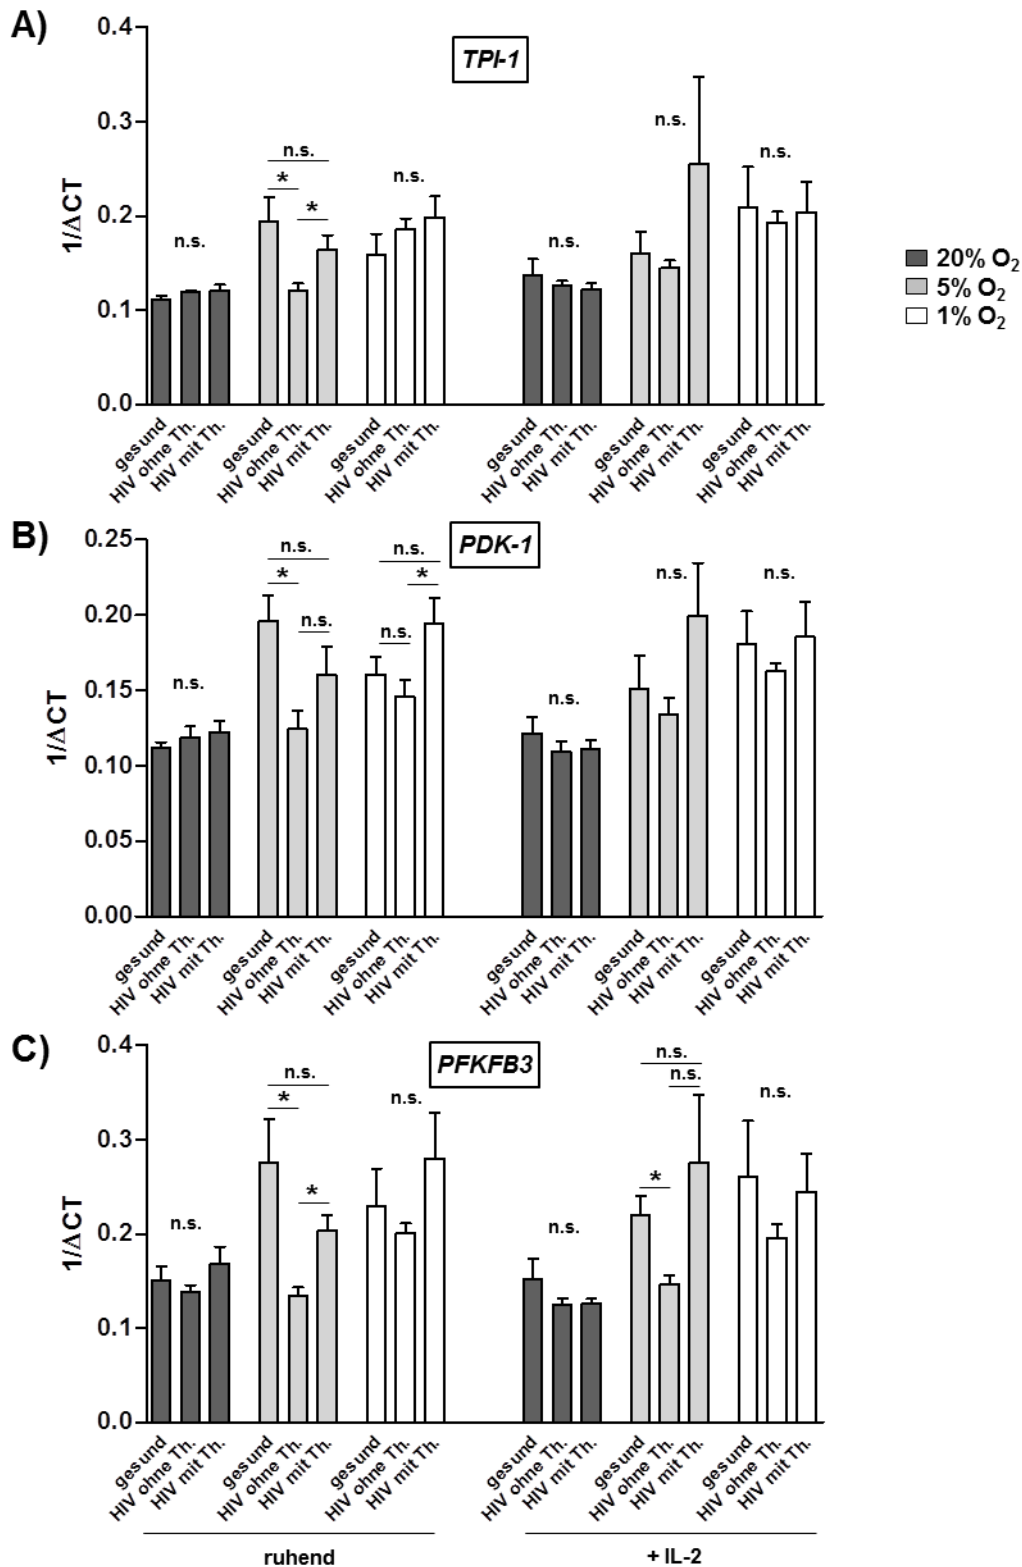 A)
TPI-1
0.4
0.3
0.2
0.1
0.0
1/ΔCT
n.s.
n.s.
*
*
n.s.
n.s.
n.s.
n.s.
20% O₂
5% O₂
1% O₂
gesund
HIV ohne Th.
HIV mit Th.
gesund
HIV ohne Th.
HIV mit Th.
gesund
HIV ohne Th.
HIV mit Th.
gesund
HIV ohne Th.
HIV mit Th.
gesund
HIV ohne Th.
HIV mit Th.
gesund
HIV ohne Th.
HIV mit Th.
B)
PDK-1
0.25
0.20
0.15
0.10
0.05
0.00
1/ΔCT
n.s.
n.s.
*
n.s.
n.s.
*
n.s.
n.s.
n.s.
n.s.
gesund
HIV ohne Th.
HIV mit Th.
gesund
HIV ohne Th.
HIV mit Th.
gesund
HIV ohne Th.
HIV mit Th.
gesund
HIV ohne Th.
HIV mit Th.
gesund
HIV ohne Th.
HIV mit Th.
gesund
HIV ohne Th.
HIV mit Th.
C)
PFKFB3
0.4
0.3
0.2
0.1
0.0
1/ΔCT
n.s.
n.s.
*
*
n.s.
n.s.
n.s.
n.s.
*
n.s.
gesund
HIV ohne Th.
HIV mit Th.
gesund
HIV ohne Th.
HIV mit Th.
gesund
HIV ohne Th.
HIV mit Th.
gesund
HIV ohne Th.
HIV mit Th.
gesund
HIV ohne Th.
HIV mit Th.
gesund
HIV ohne Th.
HIV mit Th.
ruhend
+ IL-2